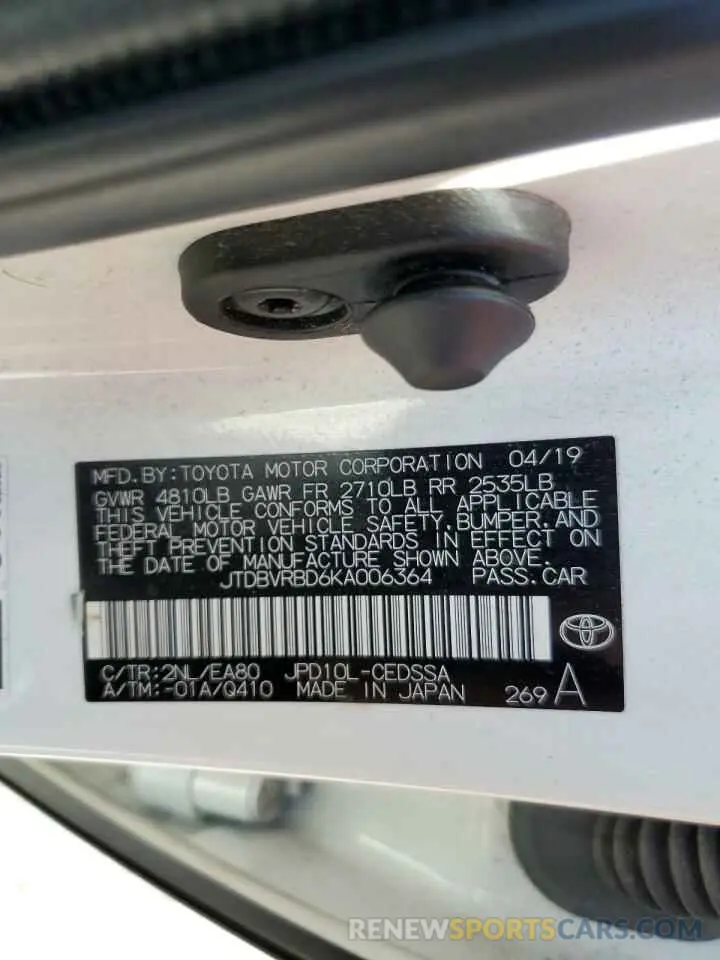 MFD.BY:TOYOTA MOTOR CORPORATION 04/19
GVWR 4810LB GAWR FR 2710LB RR 2535LB
THIS VEHICLE CONFORMS TO ALL APPLICABLE
FEDERAL MOTOR VEHICLE SAFETY,BUMPER,AND
THEFT PREVENTION STANDARDS IN EFFECT ON
THE DATE OF MANUFACTURE SHOWN ABOVE.
JTDBVRBD6KA006364 PASS.CAR
C/TR:2NL/EA80 JPD10L-CEDSSA
A/TM:-01A/Q410 MADE IN JAPAN 269 A
RENEWSPORTSCARS.COM